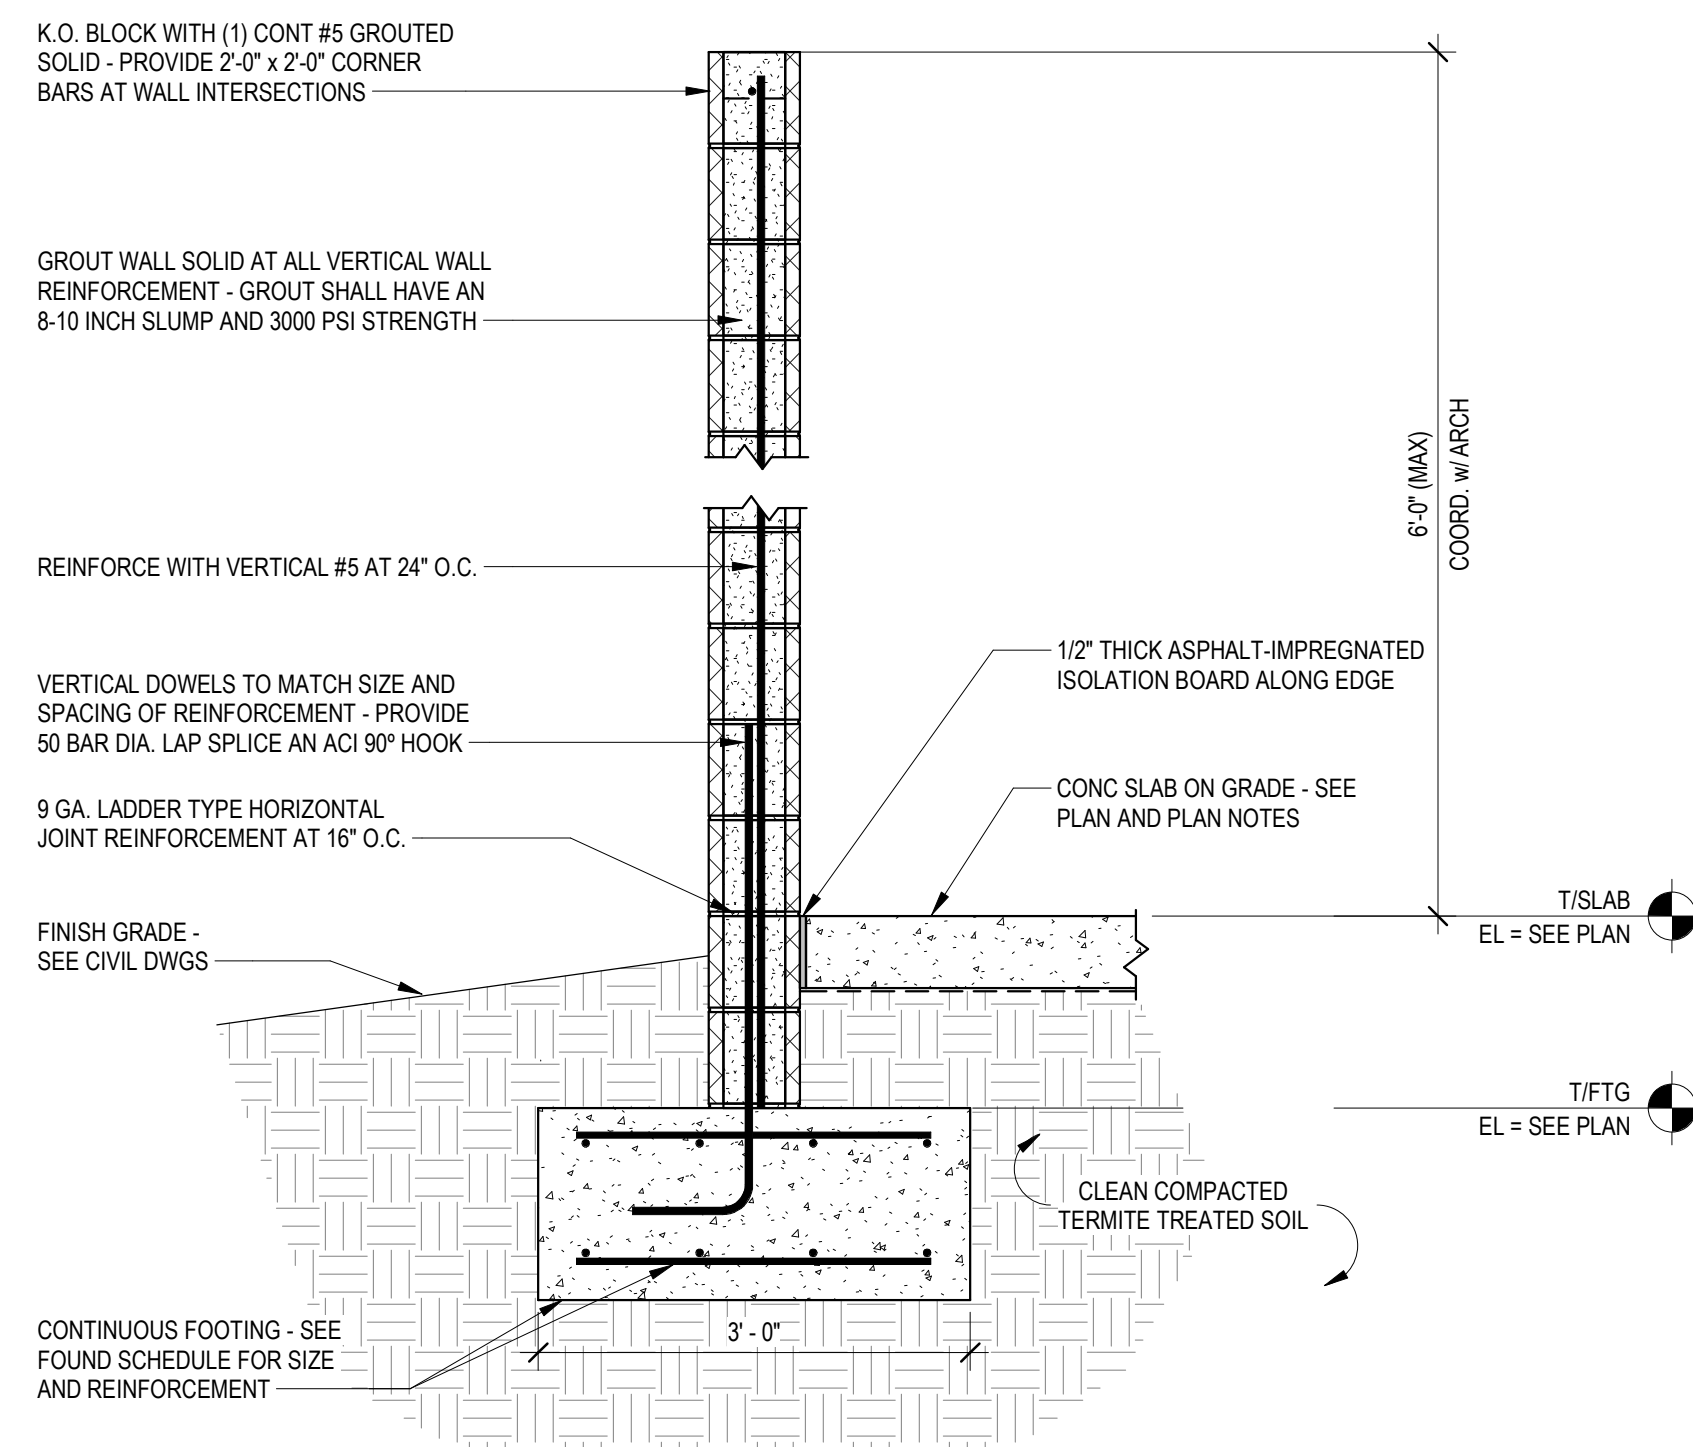 K.O. BLOCK WITH (1) CONT #5 GROUTED
SOLID - PROVIDE 2'-0" x 2'-0" CORNER
BARS AT WALL INTERSECTIONS
GROUT WALL SOLID AT ALL VERTICAL WALL
REINFORCEMENT - GROUT SHALL HAVE AN
8-10 INCH SLUMP AND 3000 PSI STRENGTH
REINFORCE WITH VERTICAL #5 AT 24" O.C.
VERTICAL DOWELS TO MATCH SIZE AND
SPACING OF REINFORCEMENT - PROVIDE
50 BAR DIA. LAP SPLICE AN ACI 90º HOOK
9 GA. LADDER TYPE HORIZONTAL
JOINT REINFORCEMENT AT 16" O.C.
FINISH GRADE -
SEE CIVIL DWGS
CONTINUOUS FOOTING - SEE
FOUND SCHEDULE FOR SIZE
AND REINFORCEMENT
3' - 0"
6'-0" (MAX)
COORD. w/ ARCH
1/2" THICK ASPHALT-IMPREGNATED
ISOLATION BOARD ALONG EDGE
CONC SLAB ON GRADE - SEE
PLAN AND PLAN NOTES
T/SLAB
EL = SEE PLAN
T/FTG
EL = SEE PLAN
CLEAN COMPACTED
TERMITE TREATED SOIL